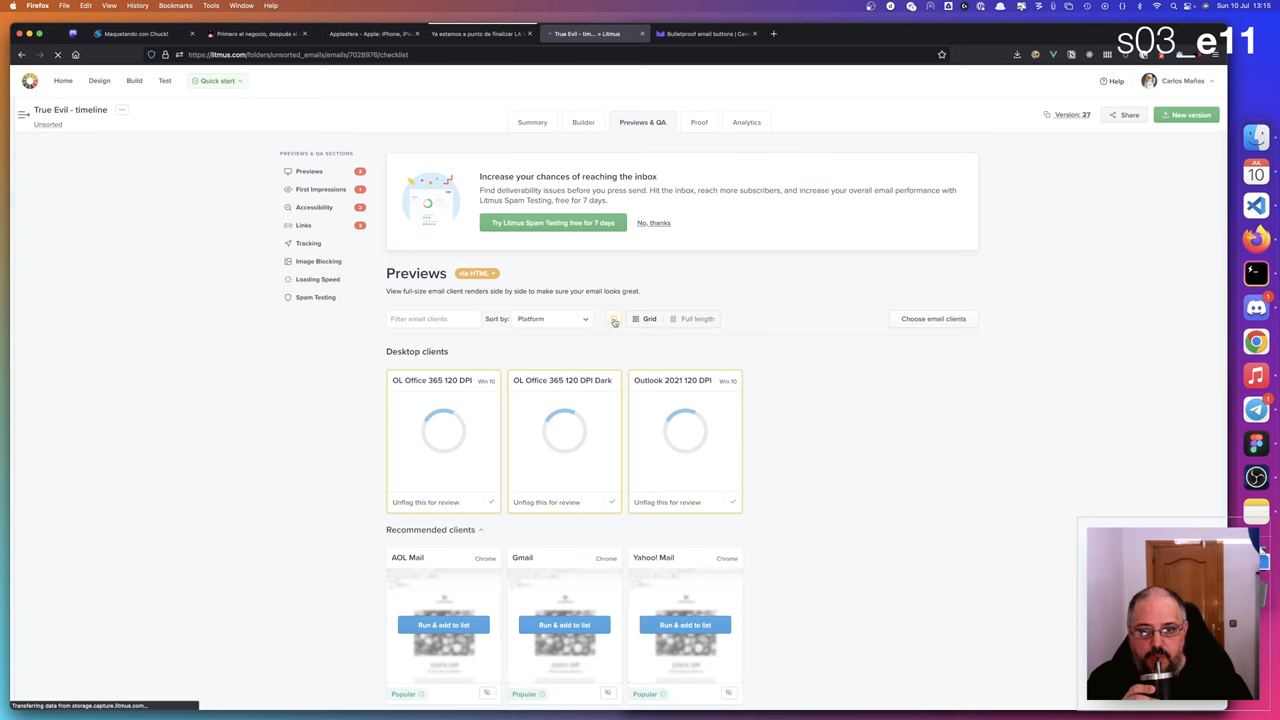 Firefox File Edit View History Bookmarks Tools Window Help
Sun 10 Jul 13:15
Maquetando con Chuck!
Primero el negocio, después al
Applesfera - Apple: iPhone, iPa
Ya estamos a punto de finalizar LA
True Evil - tim... > Litmus
Bulletproof email buttons | Cam
s03_e11
https://litmus.com/folders/unsorted_emails/emails/7028976/checklist
Home Design Build Test Quick start
Help Carlos Mañas
True Evil - timeline
Unsorted
Summary Builder Previews & QA Proof Analytics
Version: 27 Share New version
PREVIEWS & QA SECTIONS
Previews 3
First Impressions 1
Accessibility 2
Links 3
Tracking
Image Blocking
Loading Speed
Spam Testing
Increase your chances of reaching the inbox
Find deliverability issues before you press send. Hit the inbox, reach more subscribers, and increase your overall email performance with
Litmus Spam Testing, free for 7 days.
Try Litmus Spam Testing free for 7 days No, thanks
Previews via HTML
View full-size email client renders side by side to make sure your email looks great.
Filter email clients Sort by: Platform Grid Full length Choose email clients
Desktop clients
OL Office 365 120 DPI Win 10 OL Office 365 120 DPI Dark Outlook 2021 120 DPI Win 10
Unflag this for review Unflag this for review Unflag this for review
Recommended clients
AOL Mail Chrome Gmail Chrome Yahoo! Mail Chrome
Run & add to list Run & add to list Run & add to list
Popular Popular Popular
Transferring data from storage.capture.litmus.com...
JUL
10
1
1